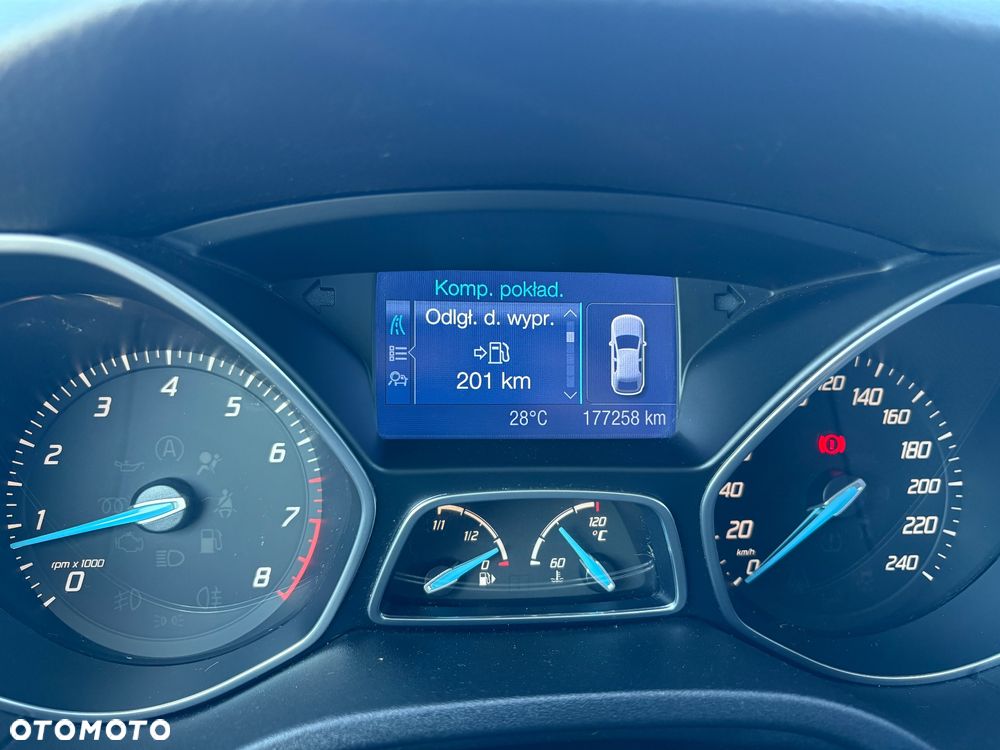 Komp. pokład.
Odlgł. d. wypr.
201 km
28°C 177258 km
0 1 2 3 4 5 6 7 8
rpm x 1000
A
1/1 1/2 0
60 120 °C
0 20 40 120 140 160 180 200 220 240
km/h
OTOMOTO